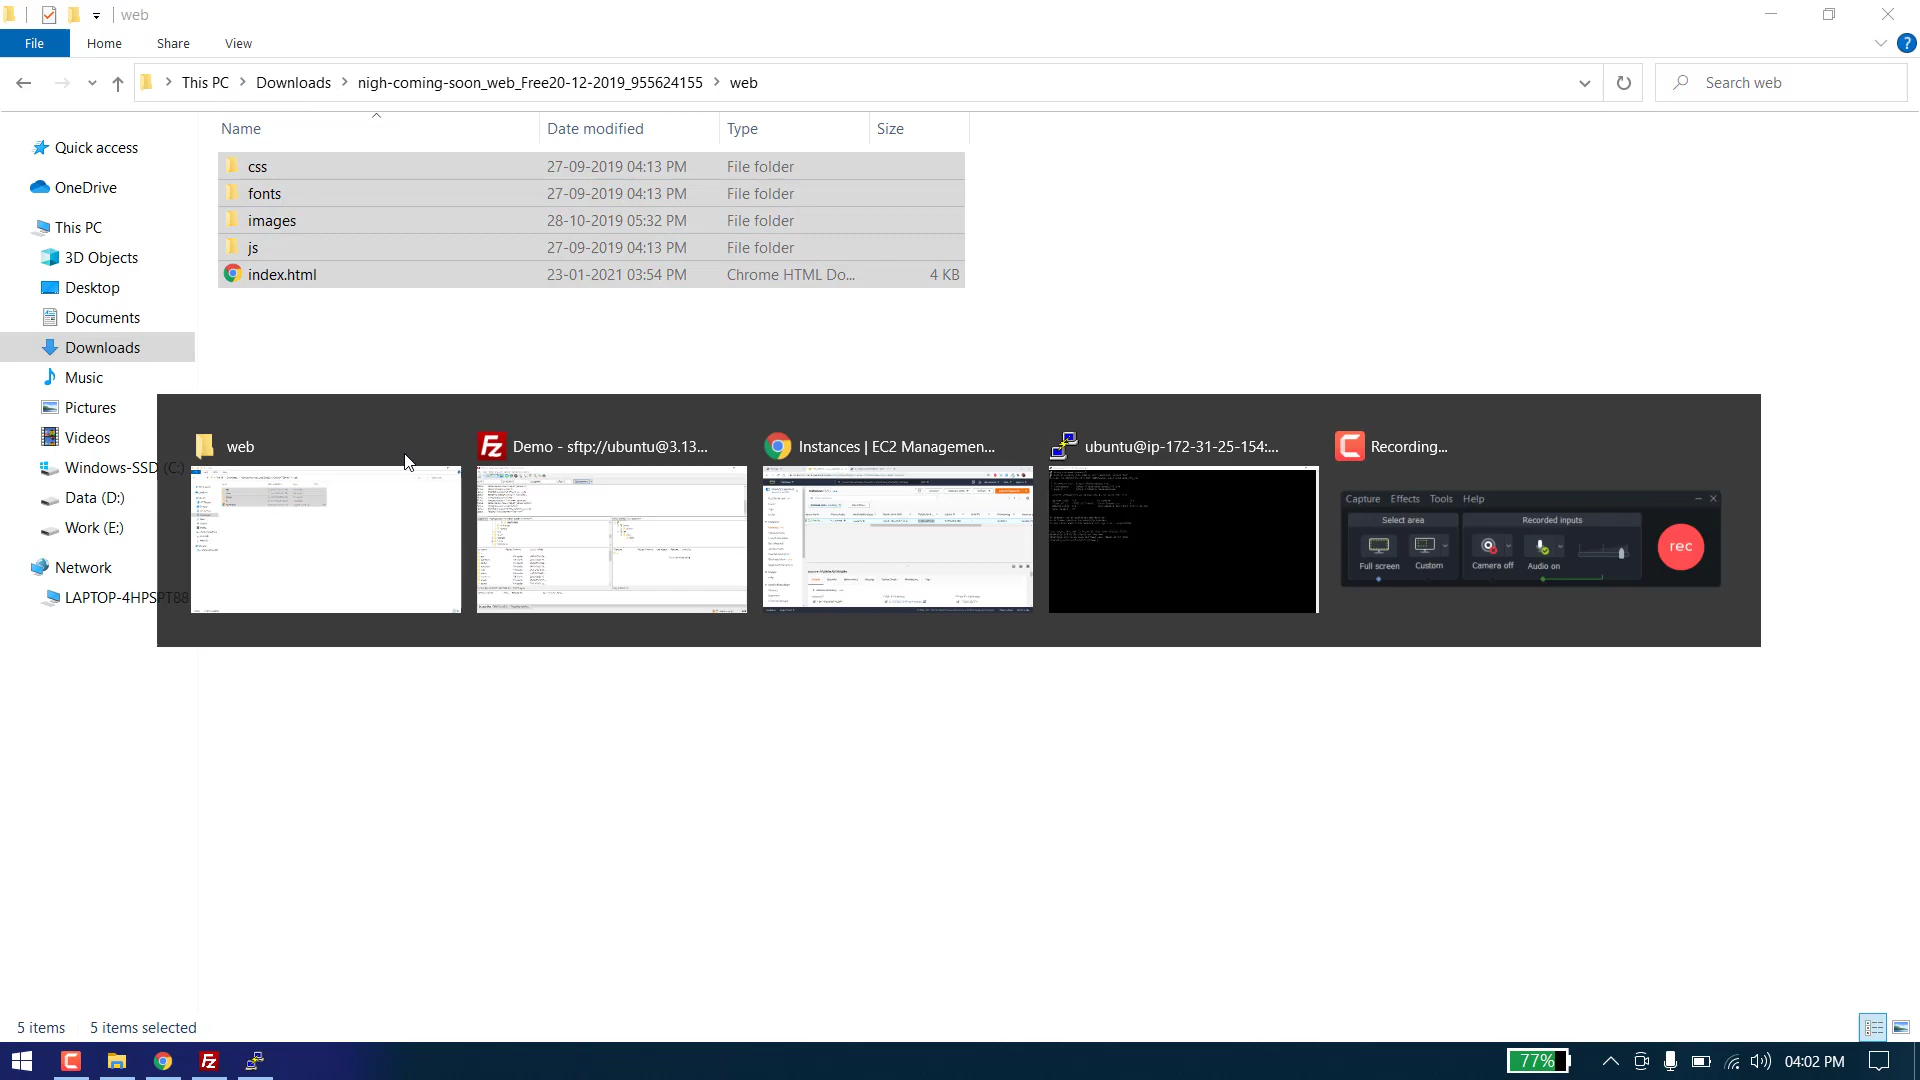 web
File Home Share View
This PC Downloads nigh-coming-soon_web_Free20-12-2019_955624155 web
Search web
Name Date modified Type Size
css 27-09-2019 04:13 PM File folder
fonts 27-09-2019 04:13 PM File folder
images 28-10-2019 05:32 PM File folder
js 27-09-2019 04:13 PM File folder
index.html 23-01-2021 03:54 PM Chrome HTML Do... 4 KB
Quick access
OneDrive
This PC
3D Objects
Desktop
Documents
Downloads
Music
Pictures
Videos
Windows-SSD (C:)
Data (D:)
Work (E:)
Network
LAPTOP-4HPSPT88
web
Demo - sftp://ubuntu@3.13...
Instances | EC2 Managemen...
ubuntu@ip-172-31-25-154:...
Recording...
Capture Effects Tools Help
Select area Recorded inputs
Full screen Custom Camera off Audio on
rec
5 items 5 items selected
77%
04:02 PM